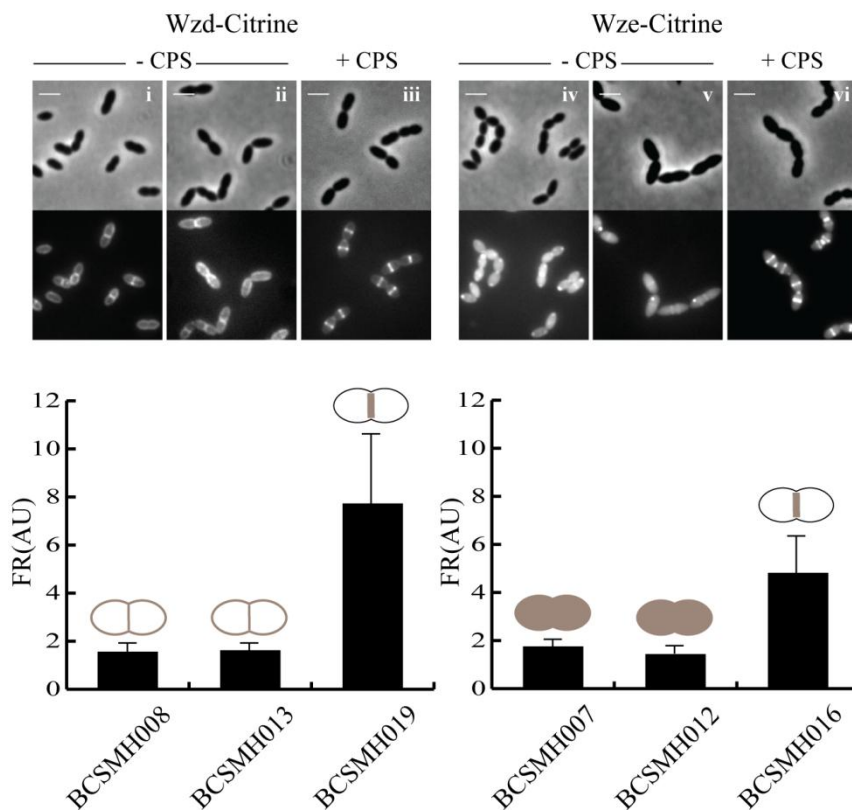 Wzd-Citrine Wze-Citrine
- CPS + CPS - CPS + CPS
i ii iii iv v vi
12 12
10 10
8 8
6 6
4 4
2 2
0 0
FR(AU) FR(AU)
BCSMH008 BCSMH013 BCSMH019 BCSMH007 BCSMH012 BCSMH016